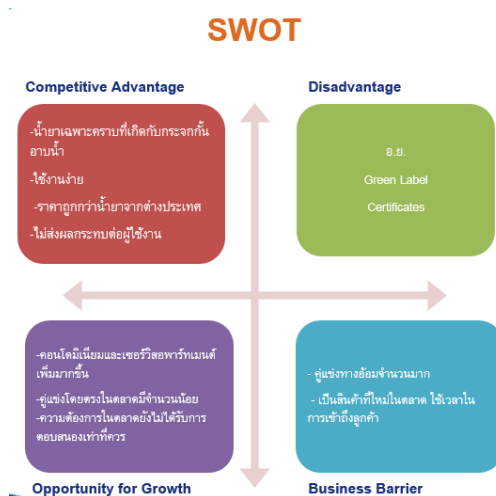 SWOT
Competitive Advantage
Disadvantage
-น้ำยาเฉพาะคราบที่เกิดกับกระจกกั้น
อาบน้ำ
-ใช้งานง่าย
-ราคาถูกกว่าน้ำยาจากต่างประเทศ
-ไม่ส่งผลกระทบต่อผู้ใช้งาน
อ.ย.
Green Label
Certificates
-คอนโดมิเนียมและเซอร์วิสอพาร์ทเมนต์
เพิ่มมากขึ้น
-คู่แข่งโดยตรงในตลาดมีจำนวนน้อย
-ความต้องการในตลาดยังไม่ได้รับการ
ตอบสนองเท่าที่ควร
- คู่แข่งทางอ้อมจำนวนมาก
- เป็นสินค้าที่ใหม่ในตลาด ใช้เวลาใน
การเข้าถึงลูกค้า
Opportunity for Growth
Business Barrier